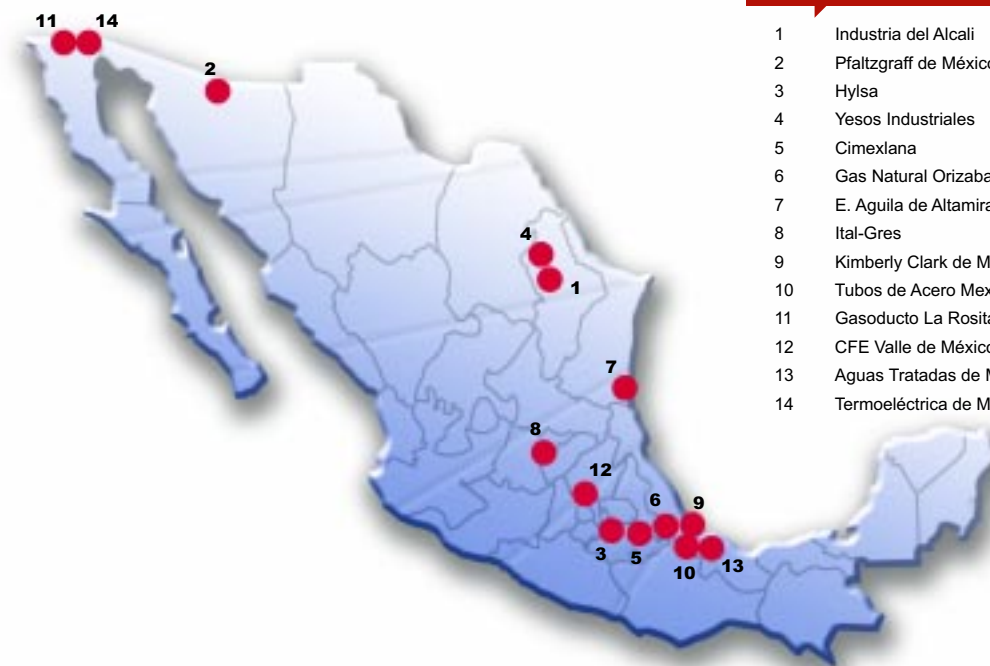 11 14
2
4
1
7
8
12
6 9
3 5
10 13
1 Industria del Alcali
2 Pfaltzgraff de México
3 Hylsa
4 Yesos Industriales
5 Cimexlana
6 Gas Natural Orizaba
7 E. Aguila de Altamira
8 Ital-Gres
9 Kimberly Clark de M
10 Tubos de Acero Mex
11 Gasoducto La Rosita
12 CFE Valle de México
13 Aguas Tratadas de M
14 Termoeléctrica de M